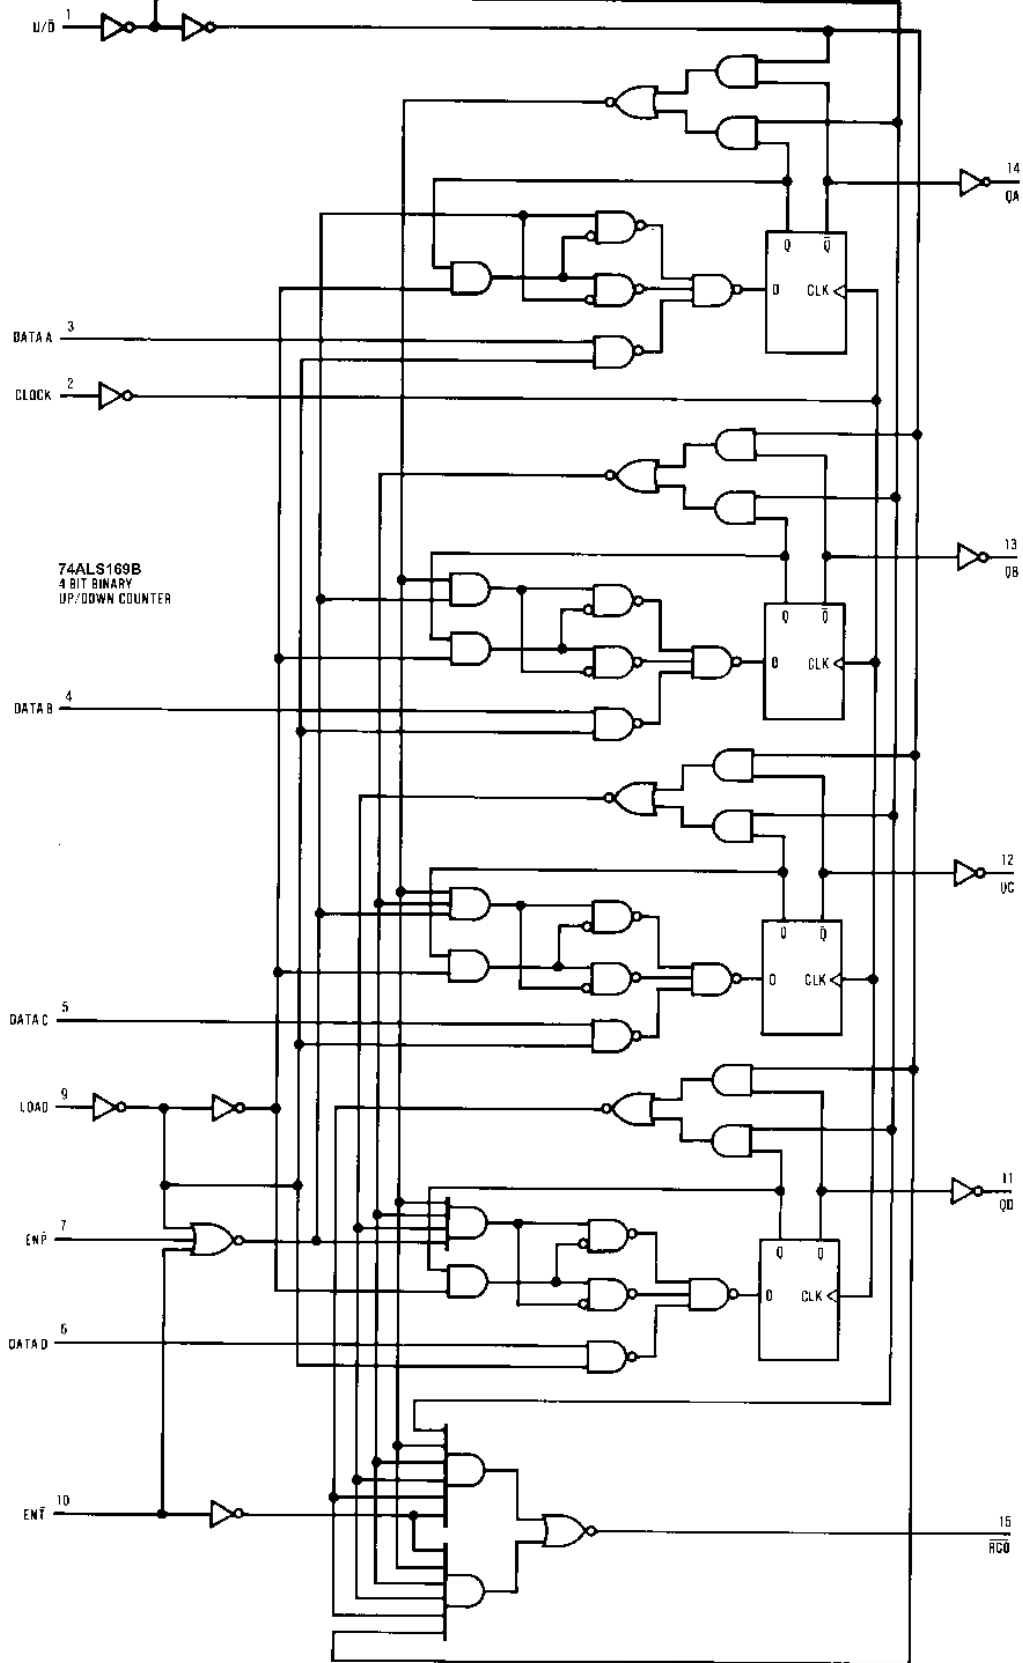 1
U/D̄
14
QA
Q Q̄
D CLK
3
DATA A
2
CLOCK
13
QB
74ALS169B
4 BIT BINARY
UP/DOWN COUNTER
Q Q̄
D CLK
4
DATA B
12
QC
Q Q̄
D CLK
5
DATA C
9
LOAD
11
QD
7
ENP̄
Q Q̄
D CLK
6
DATA D
10
ENT̄
15
R̄C̄Ō